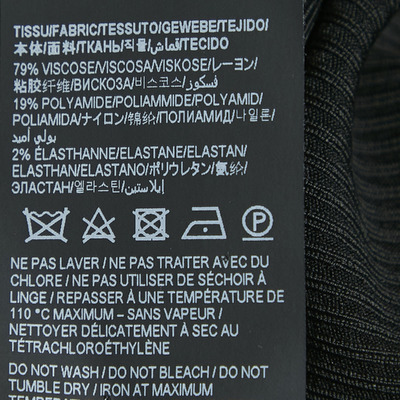 TISSU/FABRIC/TESSUTO/GEWEBE/TEJIDO/
本体/面料/ТКАНЬ/직물/قماش/TECIDO
79% VISCOSE/VISCOSA/VISKOSE/レーヨン/
粘胶纤维/ВИСКОЗА/비스코스/فسكوز
19% POLYAMIDE/POLIAMMIDE/POLYAMID/
POLIAMIDA/ナイロン/锦纶/ПОЛИАМИД/나일론/
بولي أميد
2% ÉLASTHANNE/ELASTANE/ELASTAN/
ELASTHAN/ELASTANO/ポリウレタン/氨纶/
ЭЛАСТАН/엘라스틴/إيلاستين
P
NE PAS LAVER / NE PAS TRAITER AVEC DU
CHLORE / NE PAS UTILISER DE SÉCHOIR À
LINGE / REPASSER À UNE TEMPÉRATURE DE
110 °C MAXIMUM – SANS VAPEUR /
NETTOYER DÉLICATEMENT À SEC AU
TÉTRACHLOROÉTHYLÈNE
DO NOT WASH / DO NOT BLEACH / DO NOT
TUMBLE DRY / IRON AT MAXIMUM